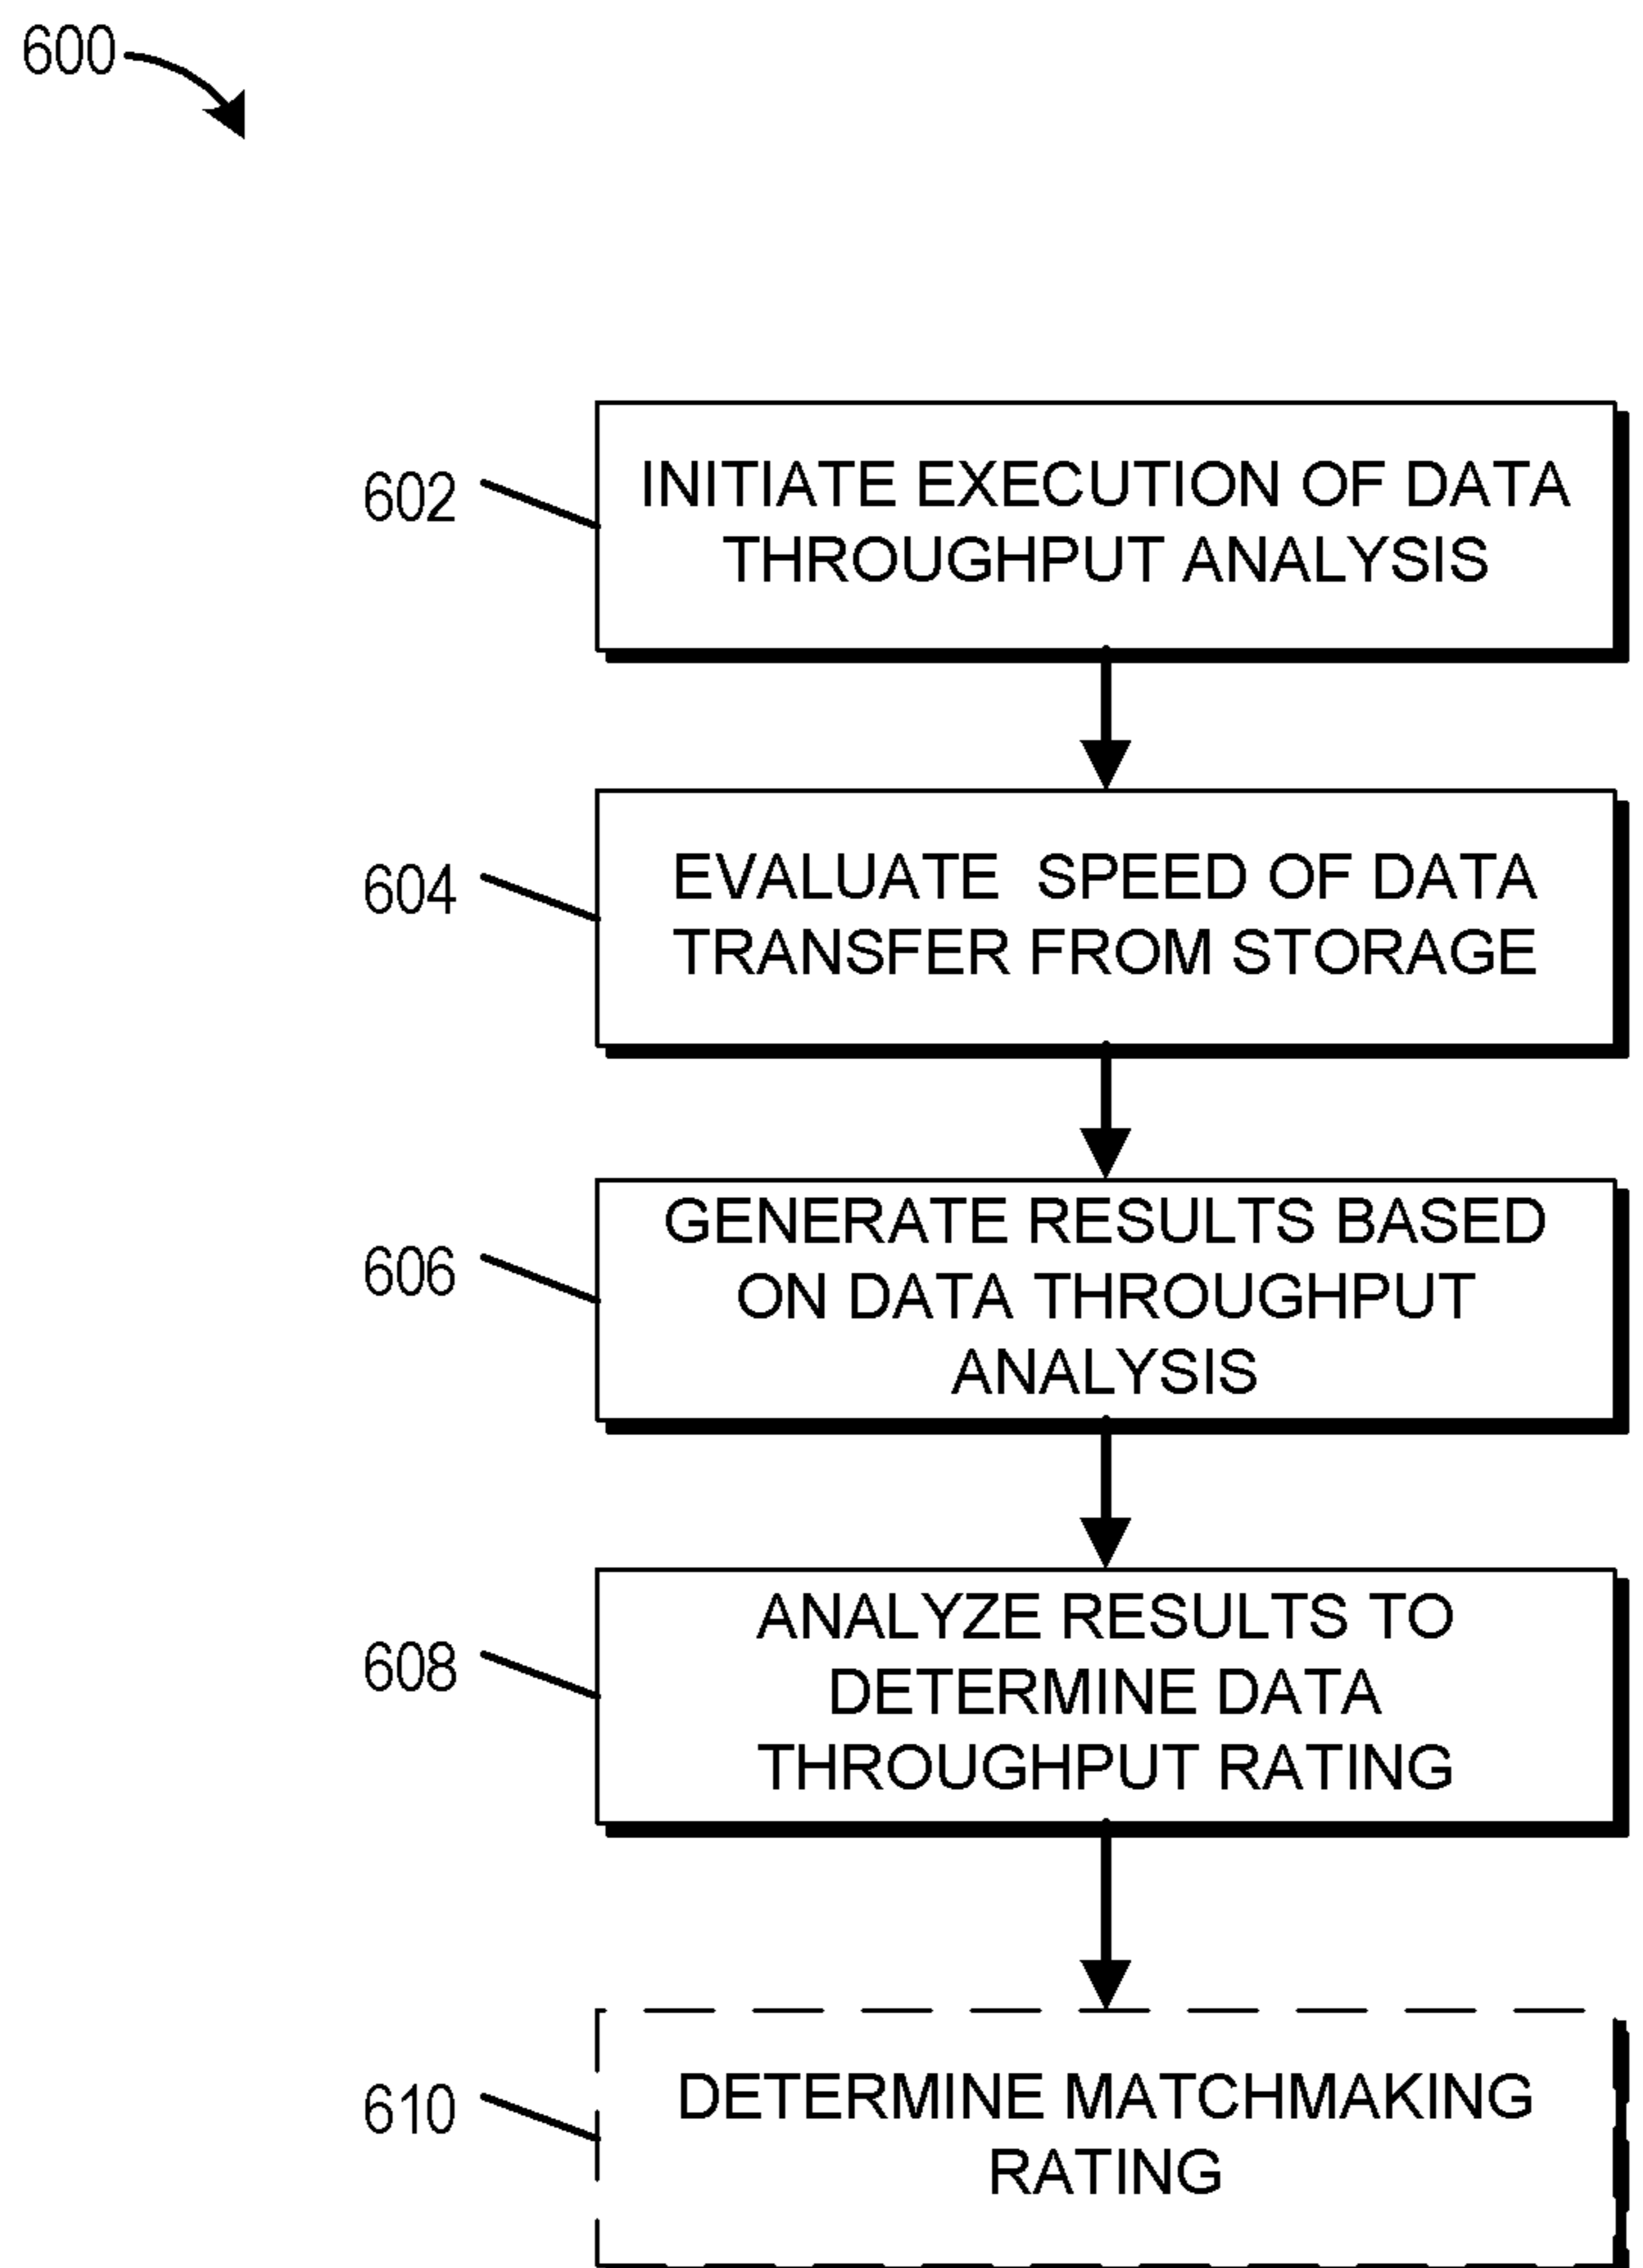 600
602
INITIATE EXECUTION OF DATA
THROUGHPUT ANALYSIS
604
EVALUATE SPEED OF DATA
TRANSFER FROM STORAGE
606
GENERATE RESULTS BASED
ON DATA THROUGHPUT
ANALYSIS
608
ANALYZE RESULTS TO
DETERMINE DATA
THROUGHPUT RATING
610
DETERMINE MATCHMAKING
RATING